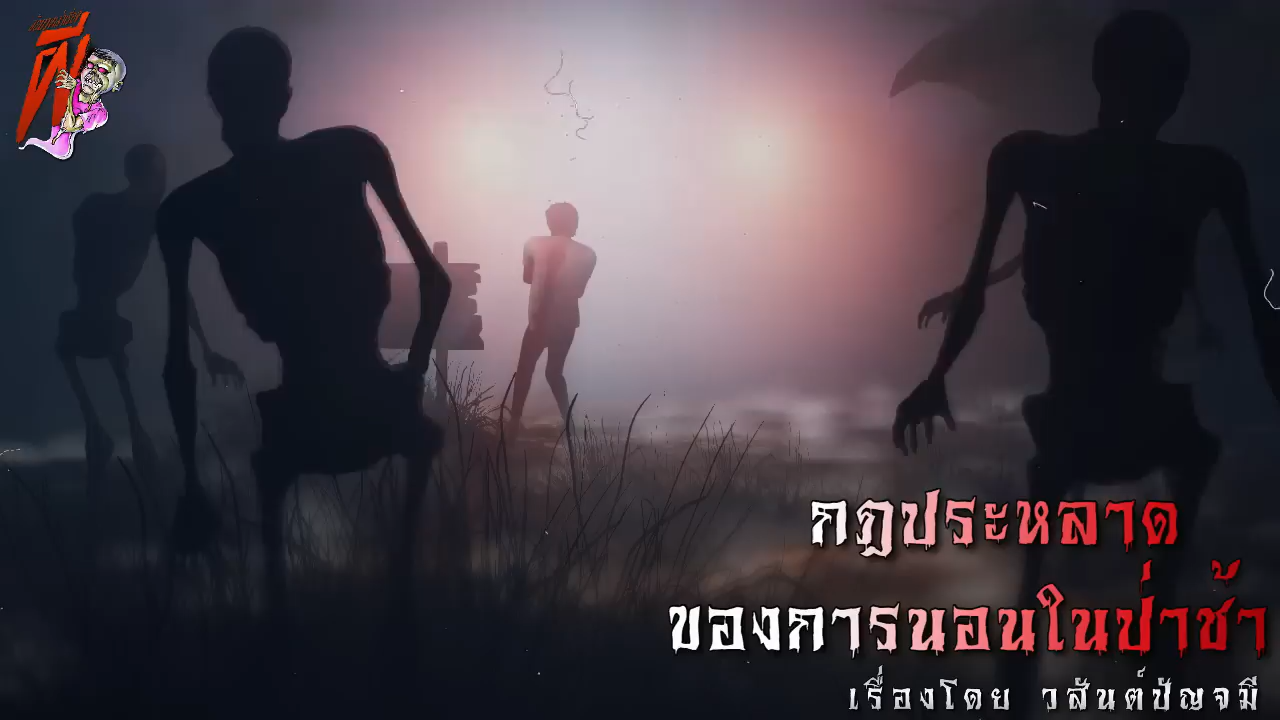 ผี
กฎประหลาด
ของการนอนในป่าช้า
เรื่องโดย วสันต์ปัญจมี